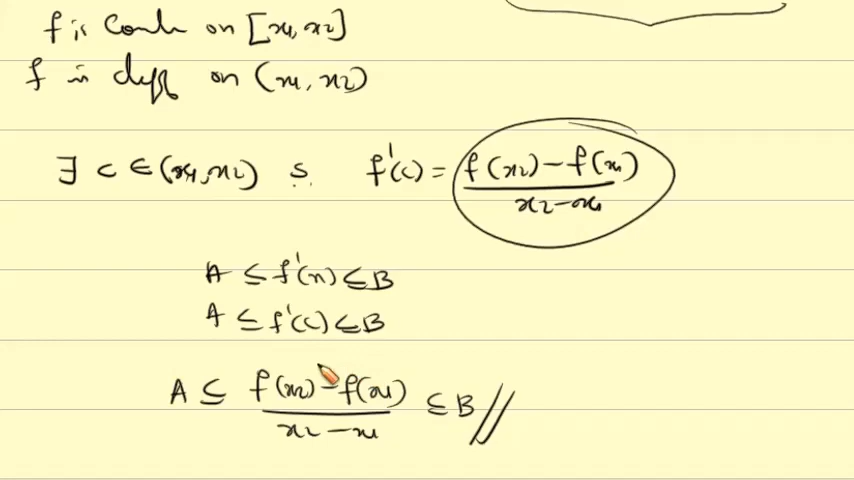 f is Cont on [x1, x2]
f is diff on (x1, x2)
∃ c ∈ (x1, x2) s. f'(c) = f(x2) - f(x1) / x2 - x1
A ≤ f'(x) ≤ B
A ≤ f'(c) ≤ B
A ≤ f(x2) - f(x1) / x2 - x1 ≤ B //